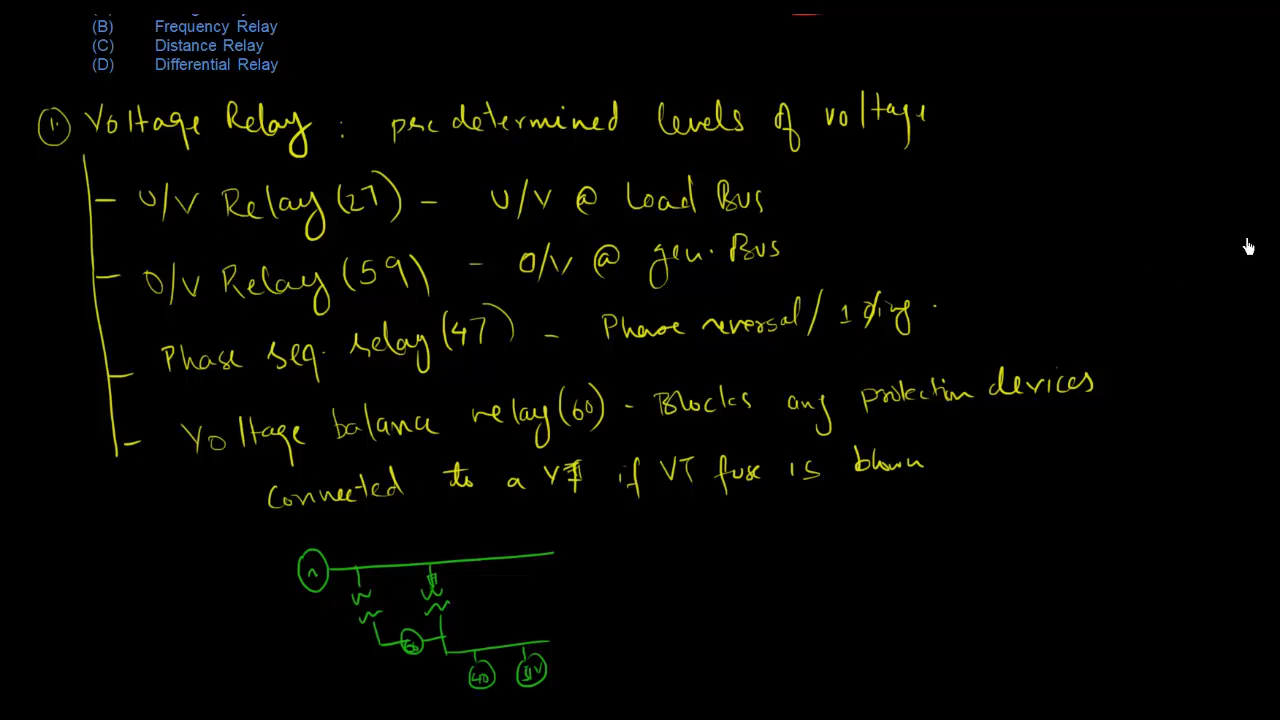 (B) Frequency Relay
(C) Distance Relay
(D) Differential Relay
1. Voltage Relay : predetermined levels of voltage
U/V Relay (27) - U/V @ Load Bus
O/V Relay (59) - O/V @ gen. Bus
Phase seq. relay (47) - Phase reversal / 1 φing.
Voltage balance relay (60) - Blocks any protection devices
connected to a VT if VT fuse is blown
60
40 51V